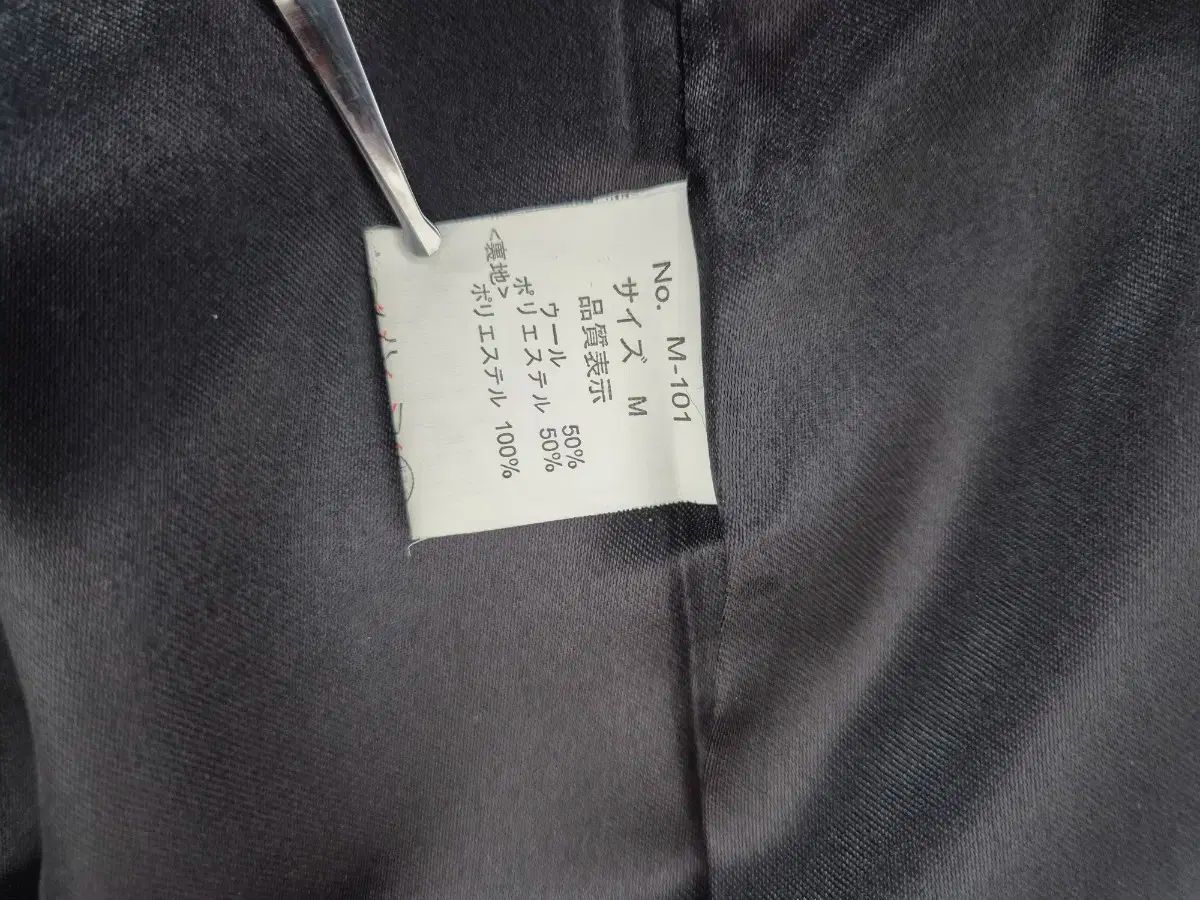 No. M-101
サイズ M
品質表示
ウール 50%
ポリエステル 50%
<裏地>
ポリエステル 100%